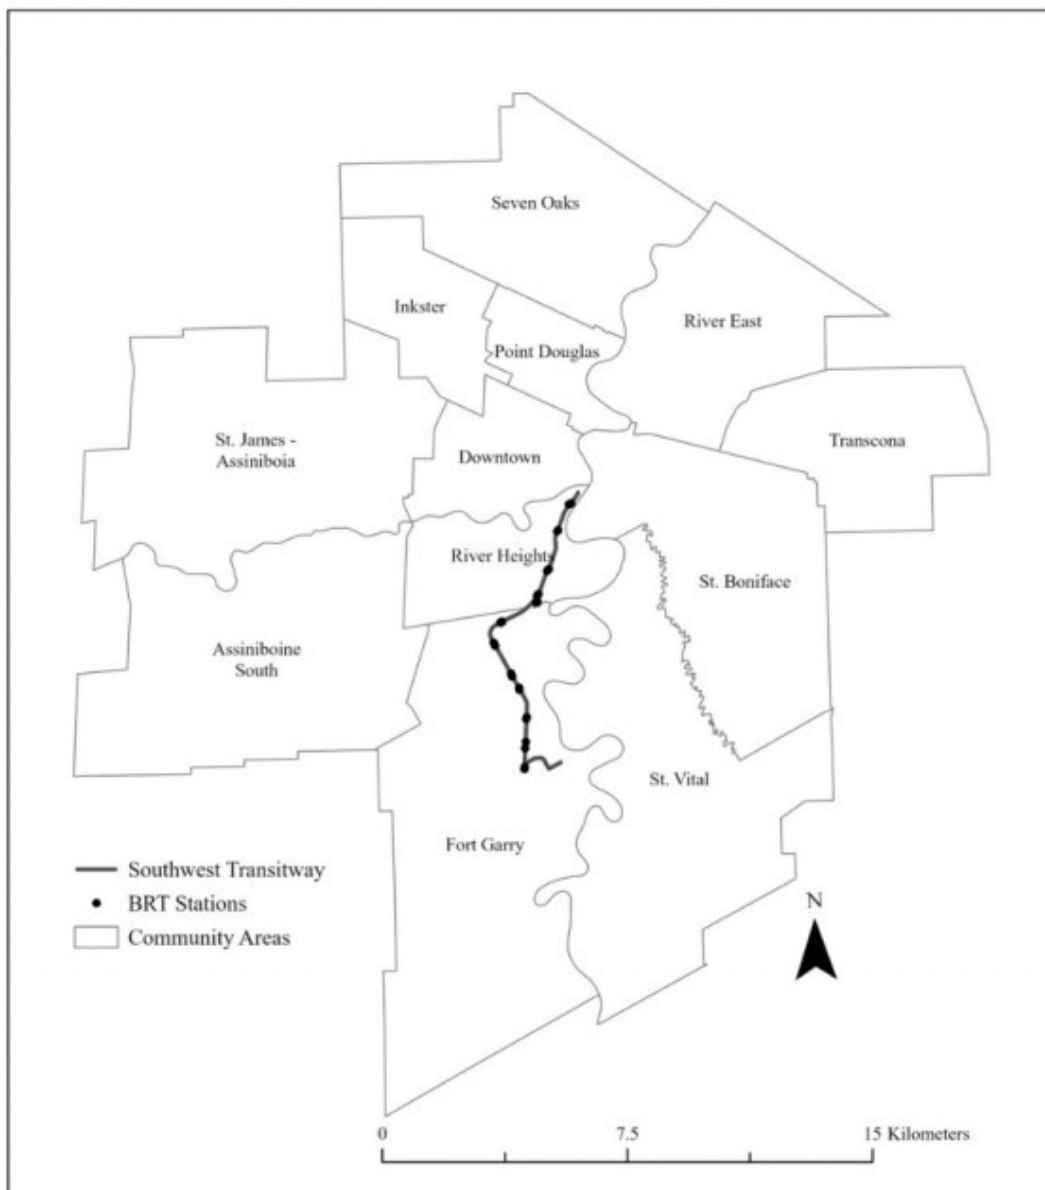 Seven Oaks
Inkster
River East
Point Douglas
St. James -
Assiniboia
Downtown
Transcona
River Heights
St. Boniface
Assiniboine
South
St. Vital
Fort Garry
Southwest Transitway
BRT Stations
Community Areas
N
0 7.5 15 Kilometers